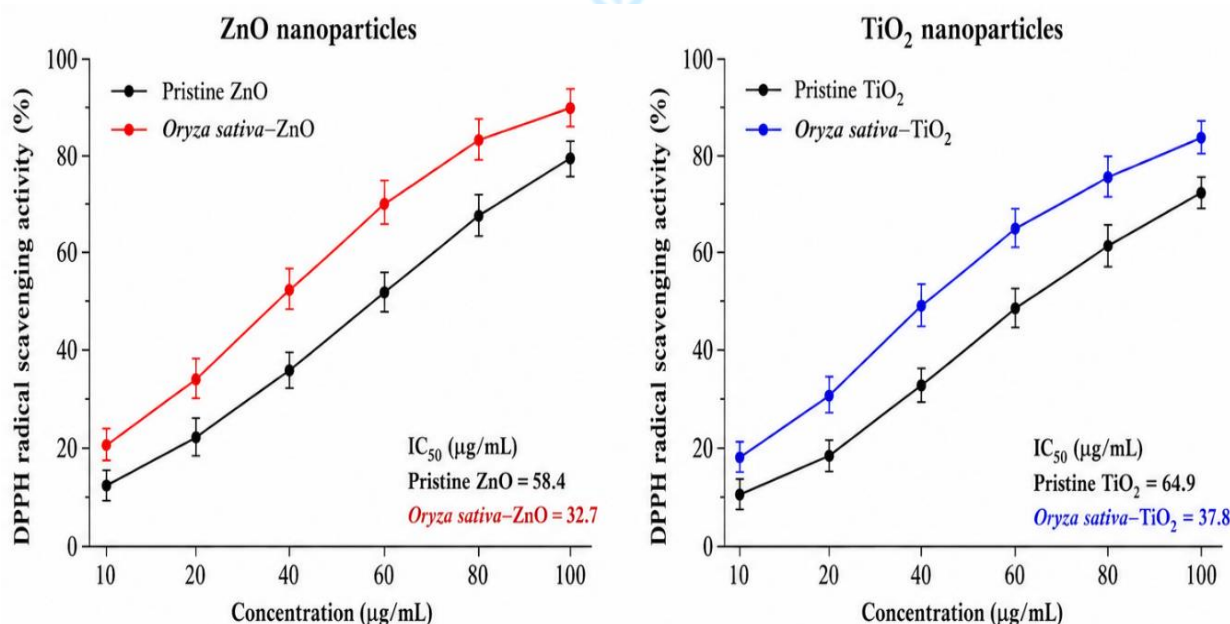 ZnO nanoparticles
DPPH radical scavenging activity (%)
100
80
60
40
20
0
Pristine ZnO
Oryza sativa–ZnO
IC₅₀ (μg/mL)
Pristine ZnO = 58.4
Oryza sativa–ZnO = 32.7
10 20 40 60 80 100
Concentration (μg/mL)
TiO₂ nanoparticles
DPPH radical scavenging activity (%)
100
80
60
40
20
0
Pristine TiO₂
Oryza sativa–TiO₂
IC₅₀ (μg/mL)
Pristine TiO₂ = 64.9
Oryza sativa–TiO₂ = 37.8
10 20 40 60 80 100
Concentration (μg/mL)